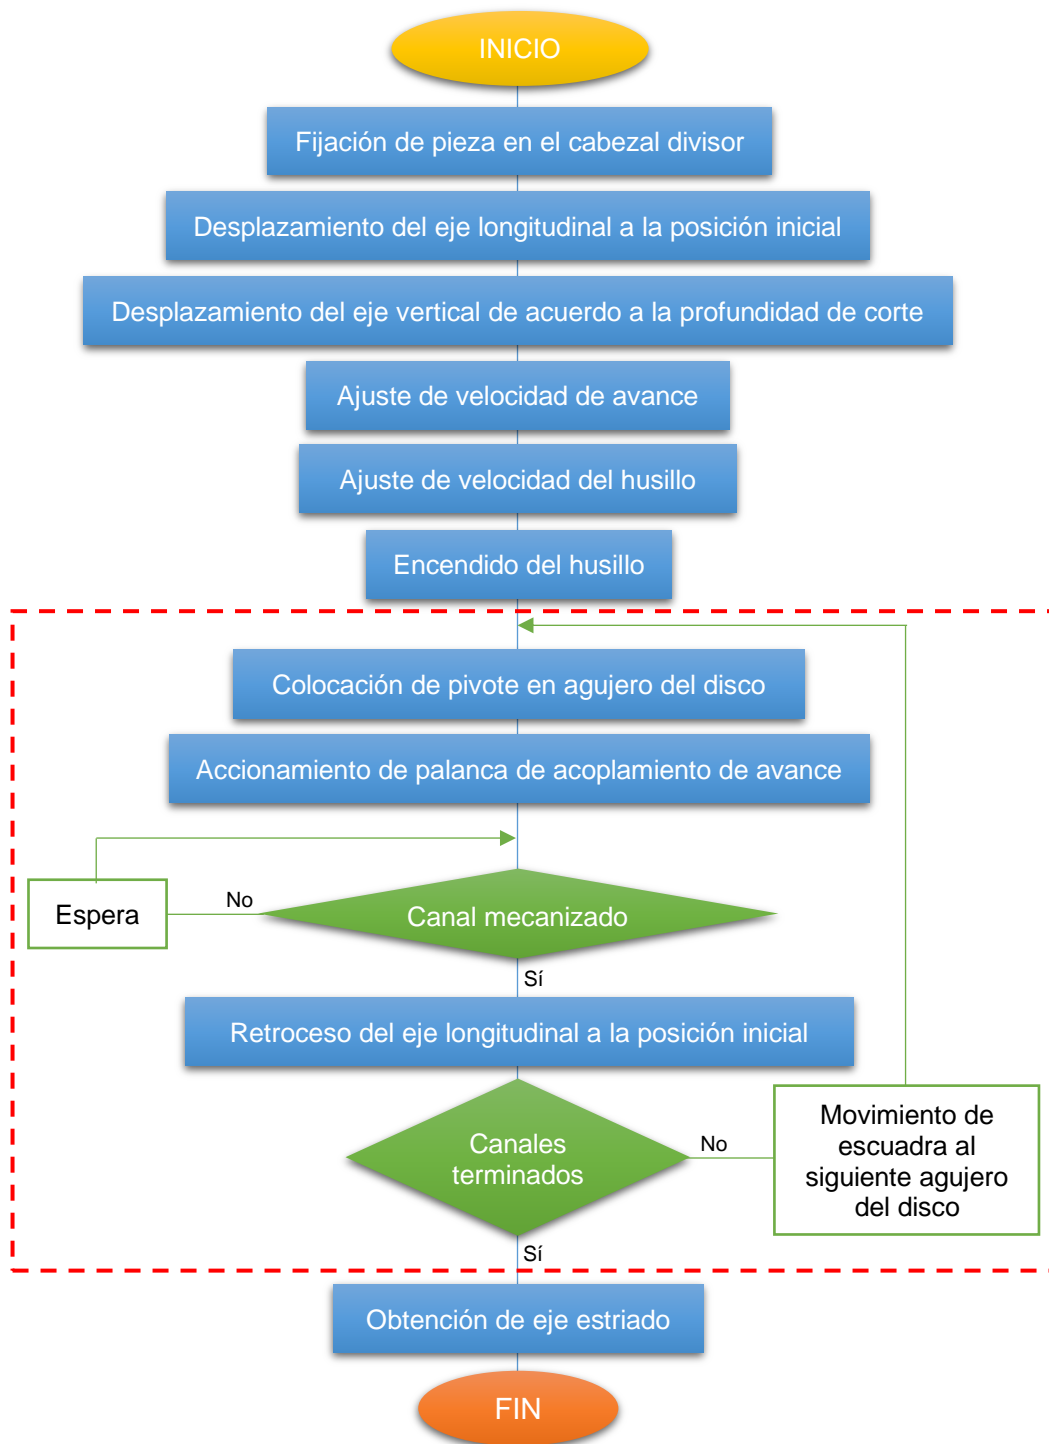 INICIO
Fijación de pieza en el cabezal divisor
Desplazamiento del eje longitudinal a la posición inicial
Desplazamiento del eje vertical de acuerdo a la profundidad de corte
Ajuste de velocidad de avance
Ajuste de velocidad del husillo
Encendido del husillo
Colocación de pivote en agujero del disco
Accionamiento de palanca de acoplamiento de avance
Espera
No
Canal mecanizado
Sí
Retroceso del eje longitudinal a la posición inicial
Canales
terminados
No
Movimiento de
escuadra al
siguiente agujero
del disco
Sí
Obtención de eje estriado
FIN